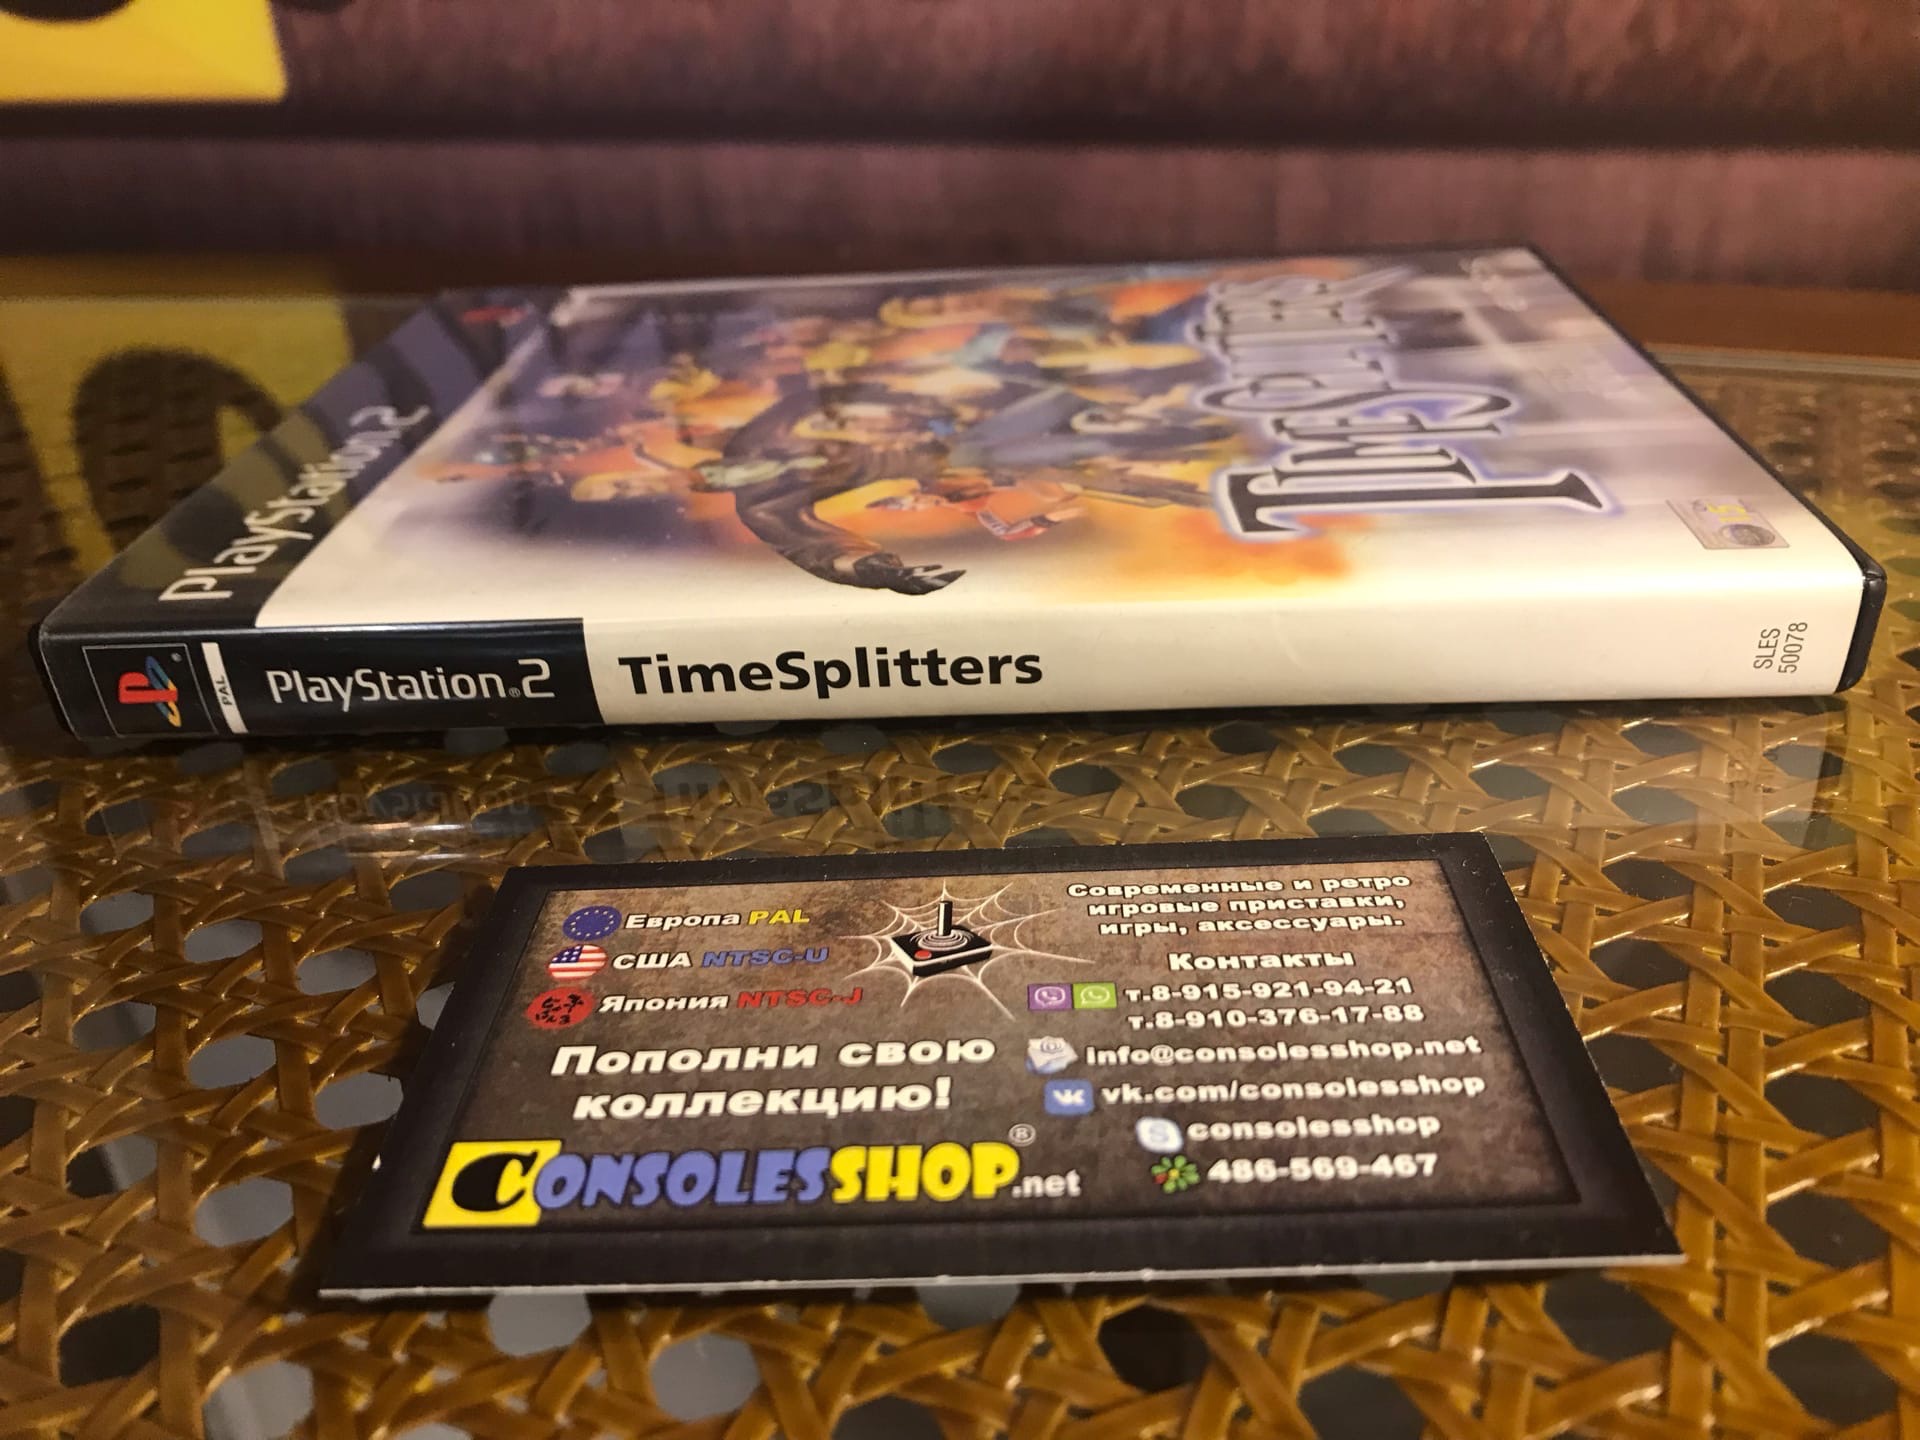 PlayStation 2
TIMESPLITTERS
15
PAL
PlayStation®2
TimeSplitters
SLES
50078
Европа PAL
США NTSC-U
Япония NTSC-J
Пополни свою
коллекцию!
CONSOLESSHOP®.net
Современные и ретро
игровые приставки,
игры, аксессуары.
Контакты
т.8-915-921-94-21
т.8-910-376-17-88
info@consolesshop.net
vk.com/consolesshop
consolesshop
486-569-467